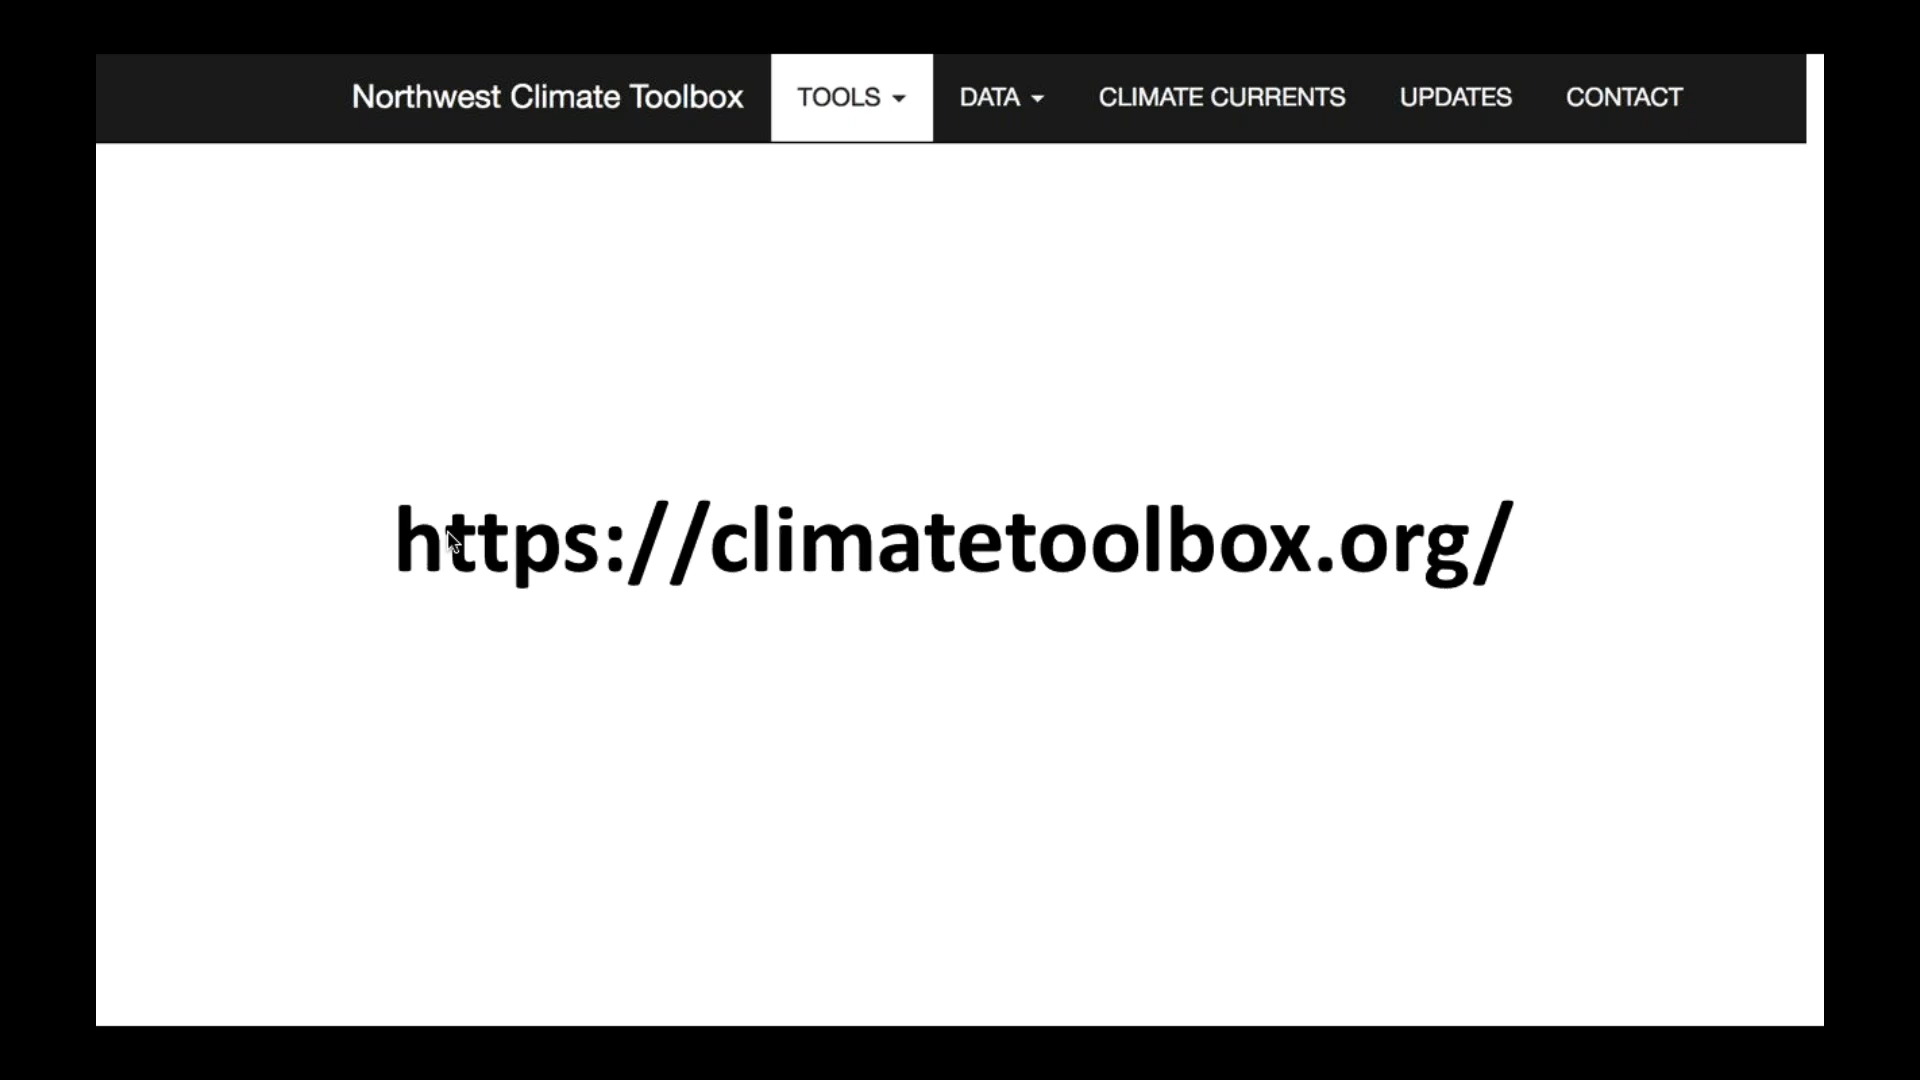 Northwest Climate Toolbox TOOLS DATA CLIMATE CURRENTS UPDATES CONTACT
https://climatetoolbox.org/